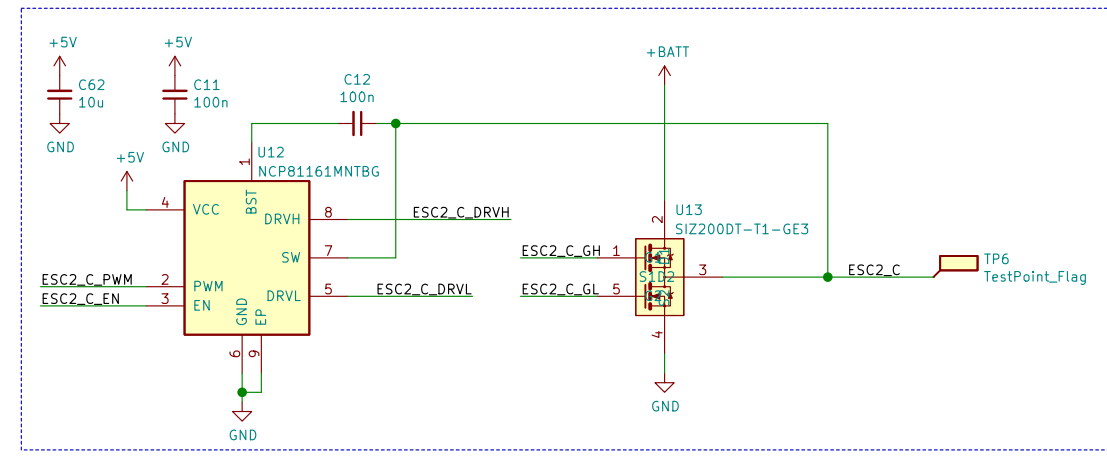 +5V
C62
10u
GND
+5V
C11
100n
GND
C12
100n
+BATT
+5V
U12
NCP81161MNTBG
1
BST
4
VCC
DRVH
8
ESC2_C_DRVH
SW
7
ESC2_C_PWM
2
PWM
ESC2_C_EN
3
EN
DRVL
5
ESC2_C_DRVL
GND
EP
6
9
GND
U13
SIZ200DT-T1-GE3
2
ESC2_C_GH
1
S1D2
3
ESC2_C_GL
5
4
GND
ESC2_C
TP6
TestPoint_Flag